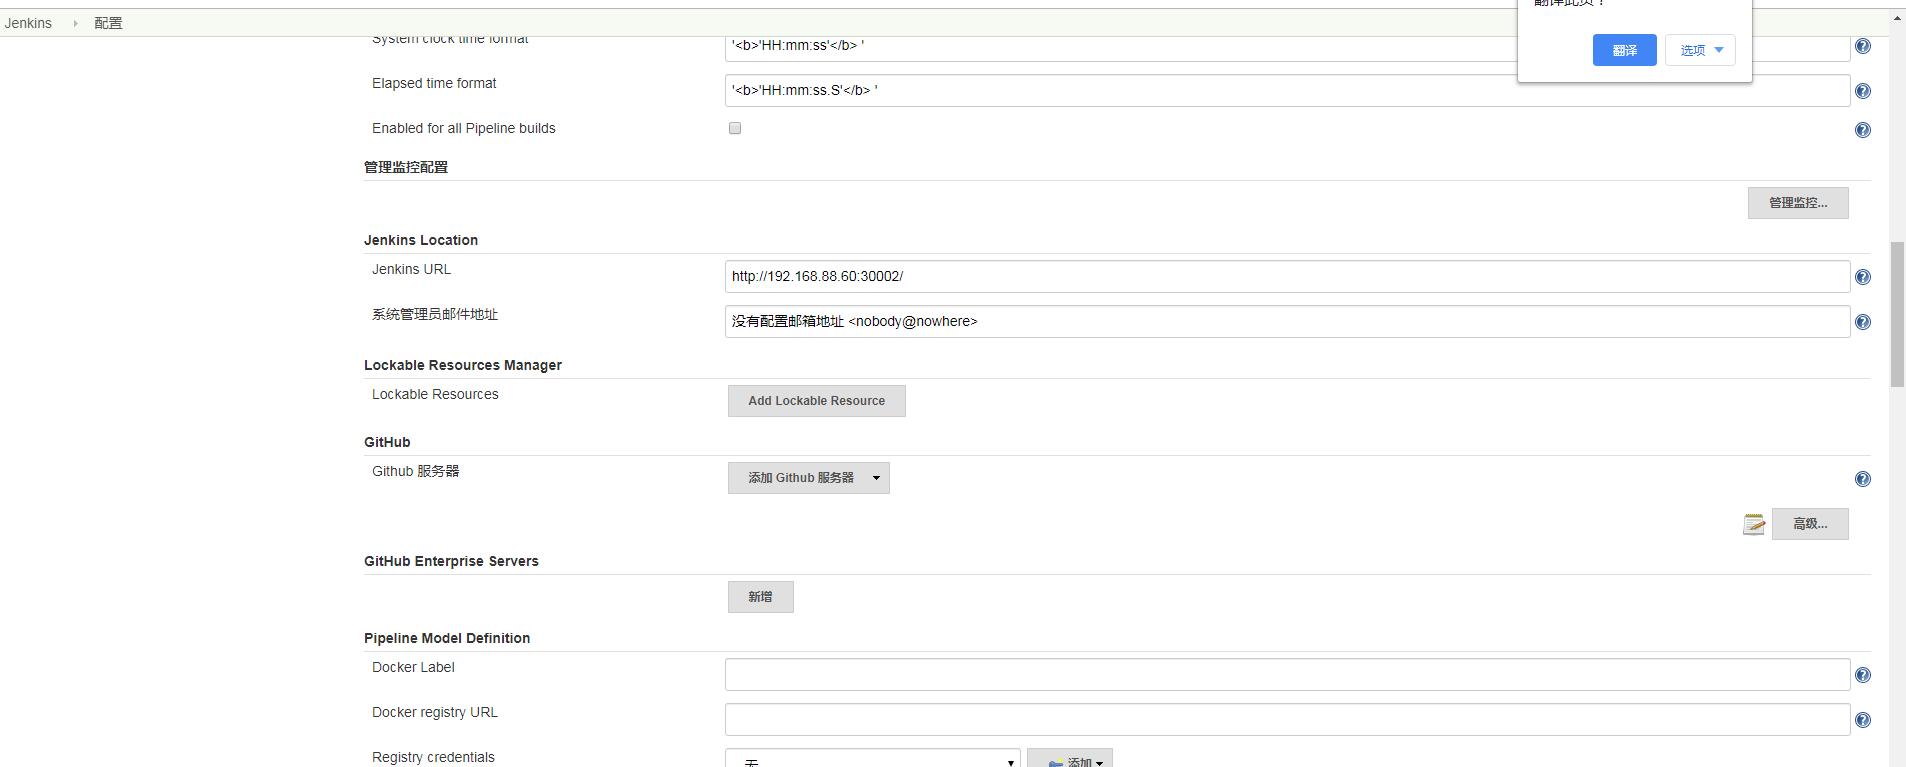 翻译此页？
Jenkins 配置
翻译 选项
System clock time format '<b>'HH:mm:ss'</b> '
Elapsed time format '<b>'HH:mm:ss.S'</b> '
Enabled for all Pipeline builds
管理监控配置
管理监控...
Jenkins Location
Jenkins URL http://192.168.88.60:30002/
系统管理员邮件地址 没有配置邮箱地址 <nobody@nowhere>
Lockable Resources Manager
Lockable Resources Add Lockable Resource
GitHub
Github 服务器 添加 Github 服务器
高级...
GitHub Enterprise Servers
新增
Pipeline Model Definition
Docker Label
Docker registry URL
Registry credentials 无 添加